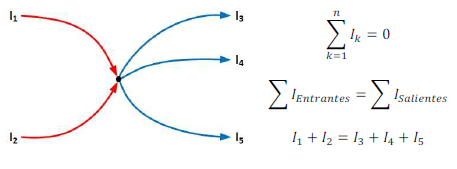 I₁
I₂
I₃
I₄
I₅
n
∑ I_k = 0
k=1
∑ I_Entrantes = ∑ I_Salientes
I₁ + I₂ = I₃ + I₄ + I₅